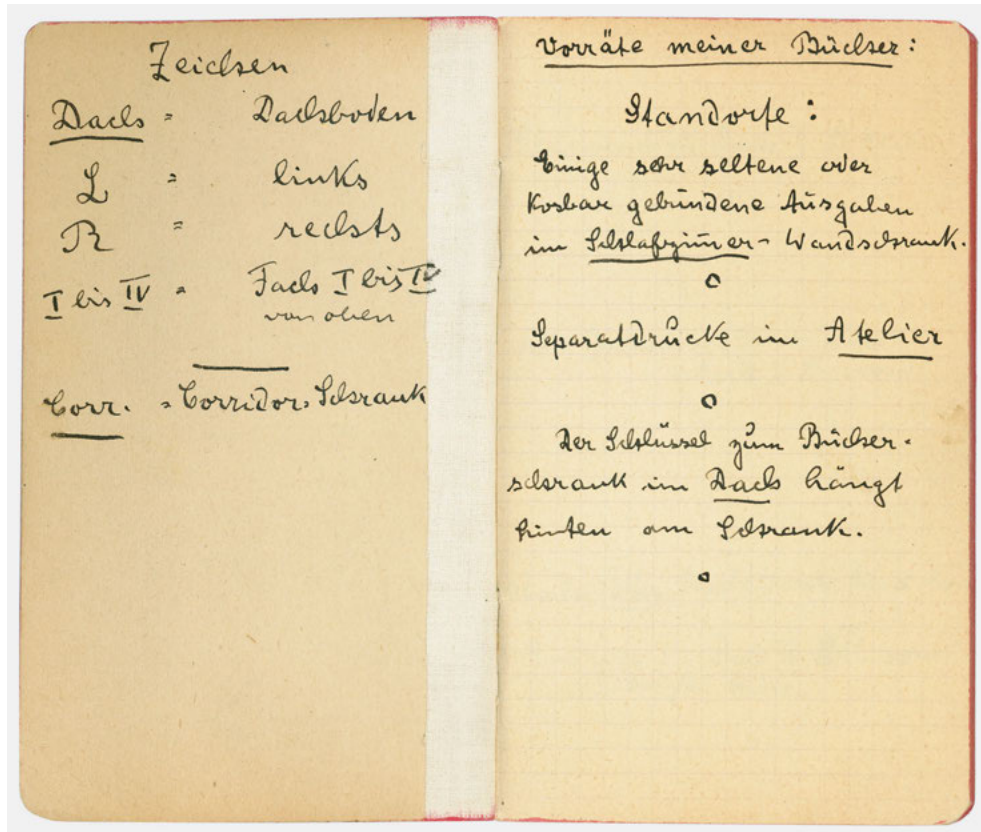 Zeichen
Dach = Dachboden
L = links
R = rechts
I bis IV = Fach I bis IV
von oben
Corr. = Corridor-Schrank
Vorräte meiner Bücher:
Standorte:
Einige sehr seltene oder
kosbar gebundene Ausgaben
im Schlafzimer-Wandschrank.
Separatdrucke im Atelier
Der Schlüssel zum Bücher-
schrank im Dach hängt
hinten am Schrank.